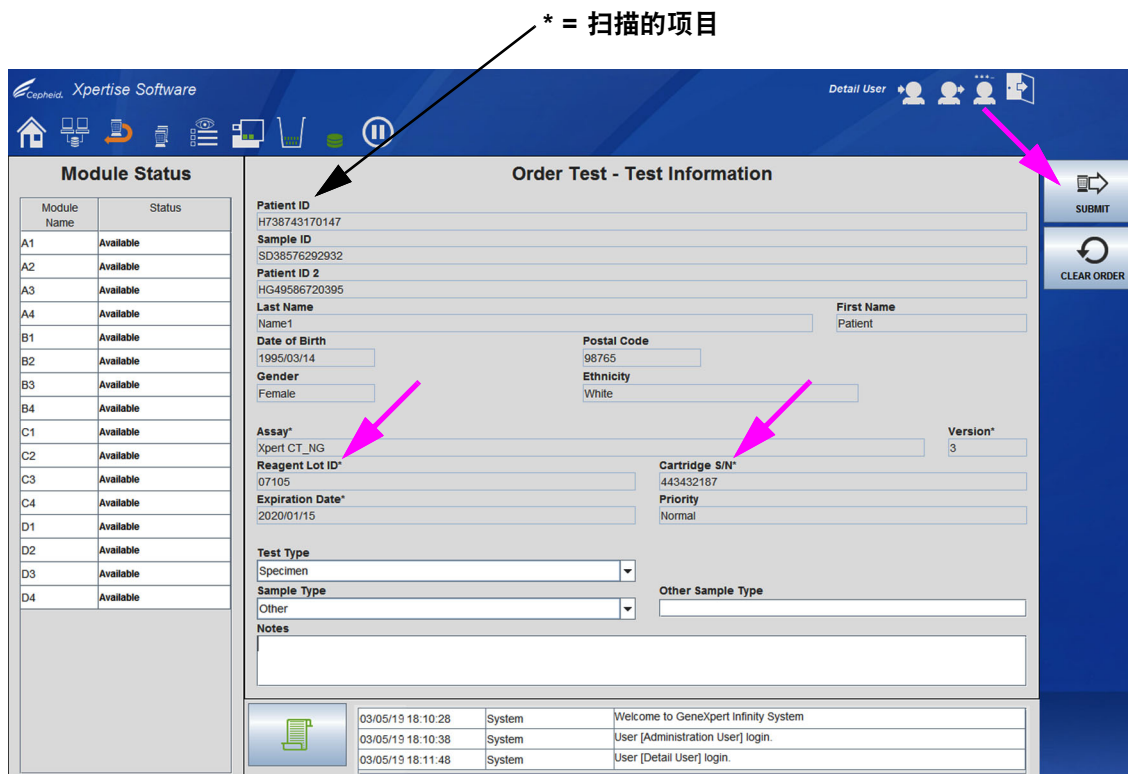 * = 扫描的项目
Cepheid. Xpertise Software
Detail User
Module Status
Module Name Status
A1 Available
A2 Available
A3 Available
A4 Available
B1 Available
B2 Available
B3 Available
B4 Available
C1 Available
C2 Available
C3 Available
C4 Available
D1 Available
D2 Available
D3 Available
D4 Available
Order Test - Test Information
Patient ID
H738743170147
Sample ID
SD38576292932
Patient ID 2
HG49586720395
Last Name First Name
Name1 Patient
Date of Birth Postal Code
1995/03/14 98765
Gender Ethnicity
Female White
Assay* Version*
Xpert CT_NG 3
Reagent Lot ID* Cartridge S/N*
07105 443432187
Expiration Date* Priority
2020/01/15 Normal
Test Type
Specimen
Sample Type Other Sample Type
Other
Notes
SUBMIT
CLEAR ORDER
03/05/19 18:10:28 System Welcome to GeneXpert Infinity System
03/05/19 18:10:38 System User [Administration User] login.
03/05/19 18:11:48 System User [Detail User] login.